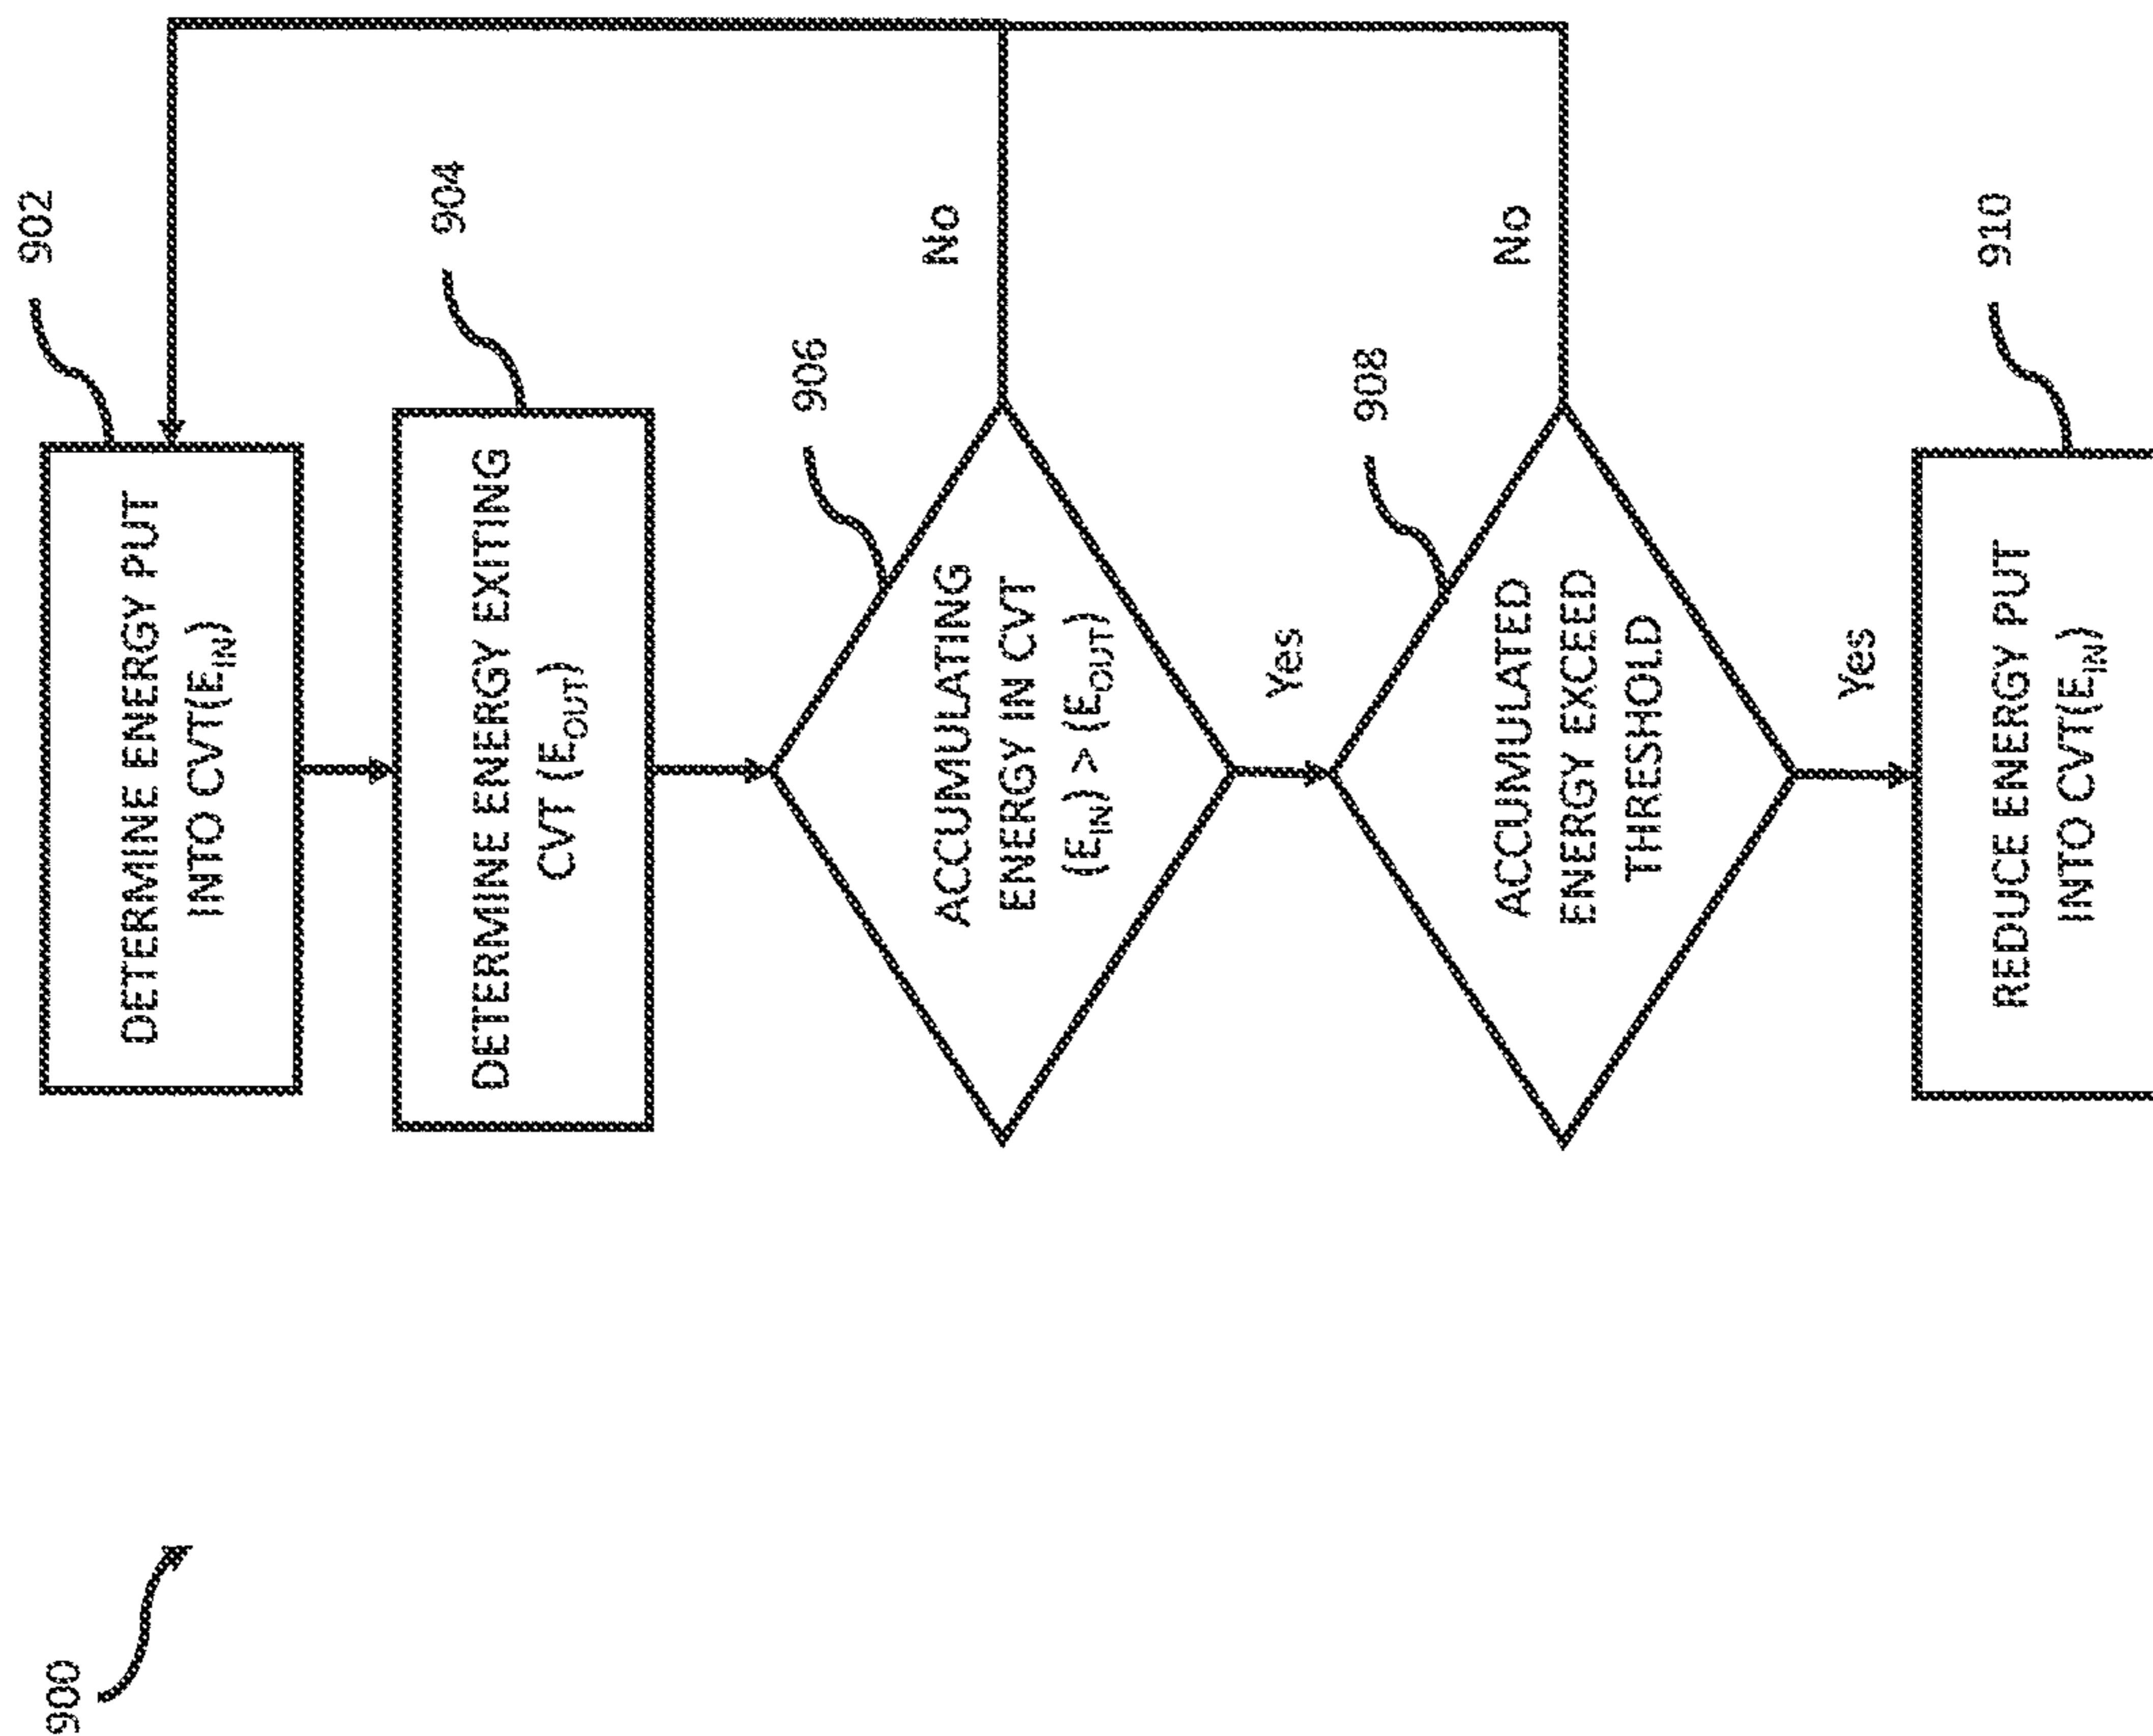 900
902
DETERMINE ENERGY PUT
INTO CVT(E_IN)
904
DETERMINE ENERGY EXITING
CVT (E_OUT)
906
ACCUMULATING
ENERGY IN CVT
(E_IN) > (E_OUT)
No
Yes
908
ACCUMULATED
ENERGY EXCEED
THRESHOLD
No
Yes
910
REDUCE ENERGY PUT
INTO CVT(E_IN)